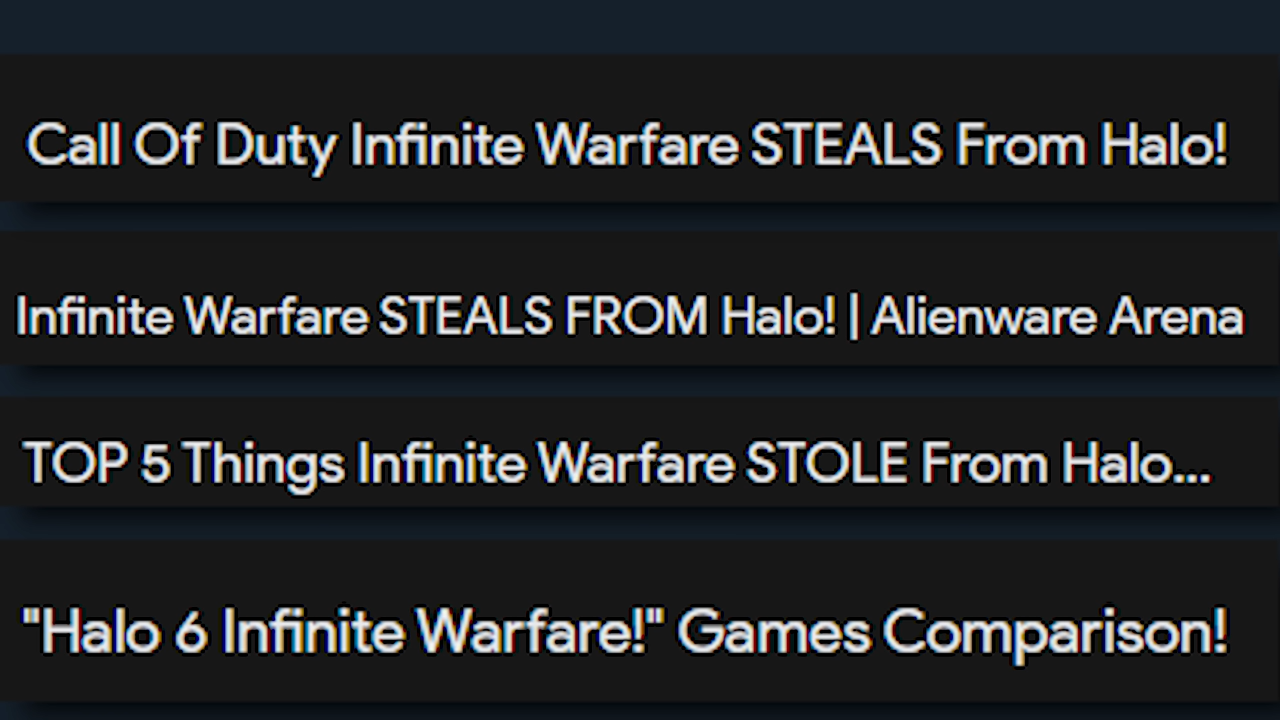 Call Of Duty Infinite Warfare STEALS From Halo!
Infinite Warfare STEALS FROM Halo! | Alienware Arena
TOP 5 Things Infinite Warfare STOLE From Halo...
"Halo 6 Infinite Warfare!" Games Comparison!